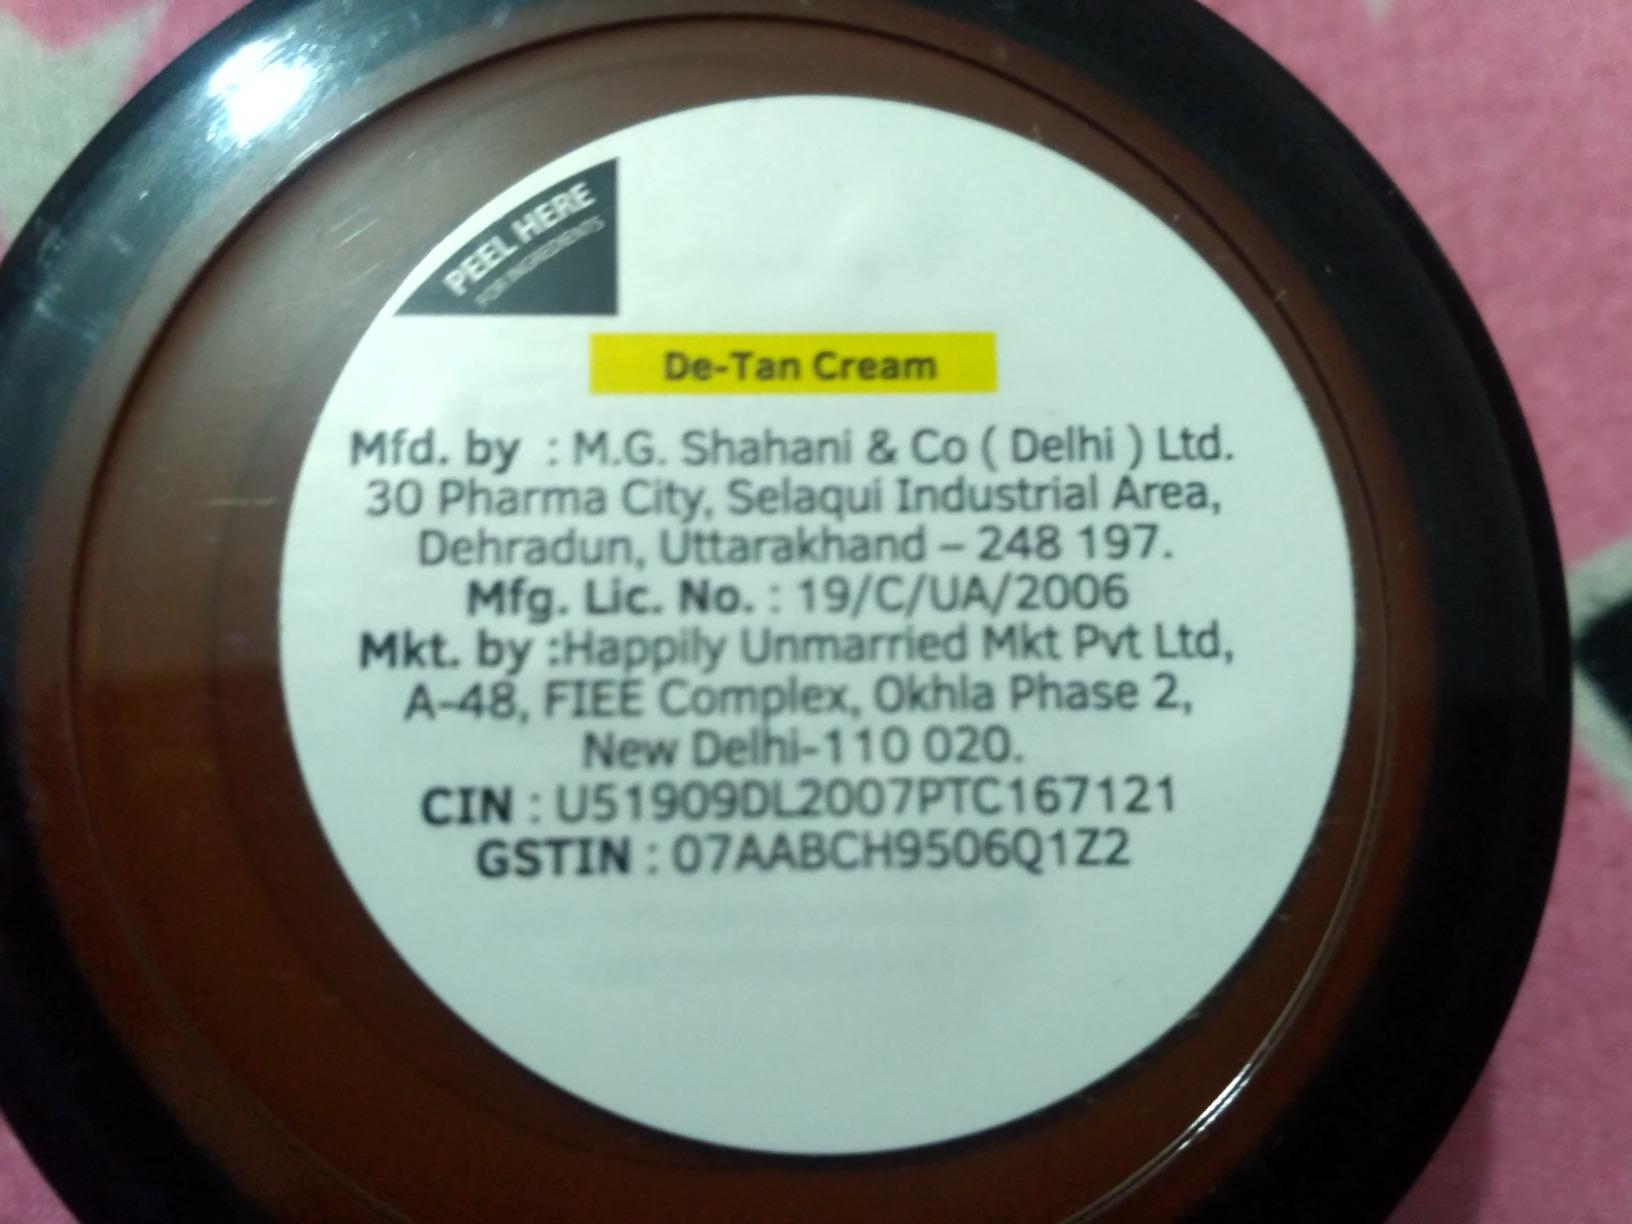 PEEL HERE
FOR INGREDIENTS
De-Tan Cream
Mfd. by : M.G. Shahani & Co ( Delhi ) Ltd.
30 Pharma City, Selaqui Industrial Area,
Dehradun, Uttarakhand – 248 197.
Mfg. Lic. No. : 19/C/UA/2006
Mkt. by :Happily Unmarried Mkt Pvt Ltd,
A-48, FIEE Complex, Okhla Phase 2,
New Delhi-110 020.
CIN : U51909DL2007PTC167121
GSTIN : 07AABCH9506Q1Z2